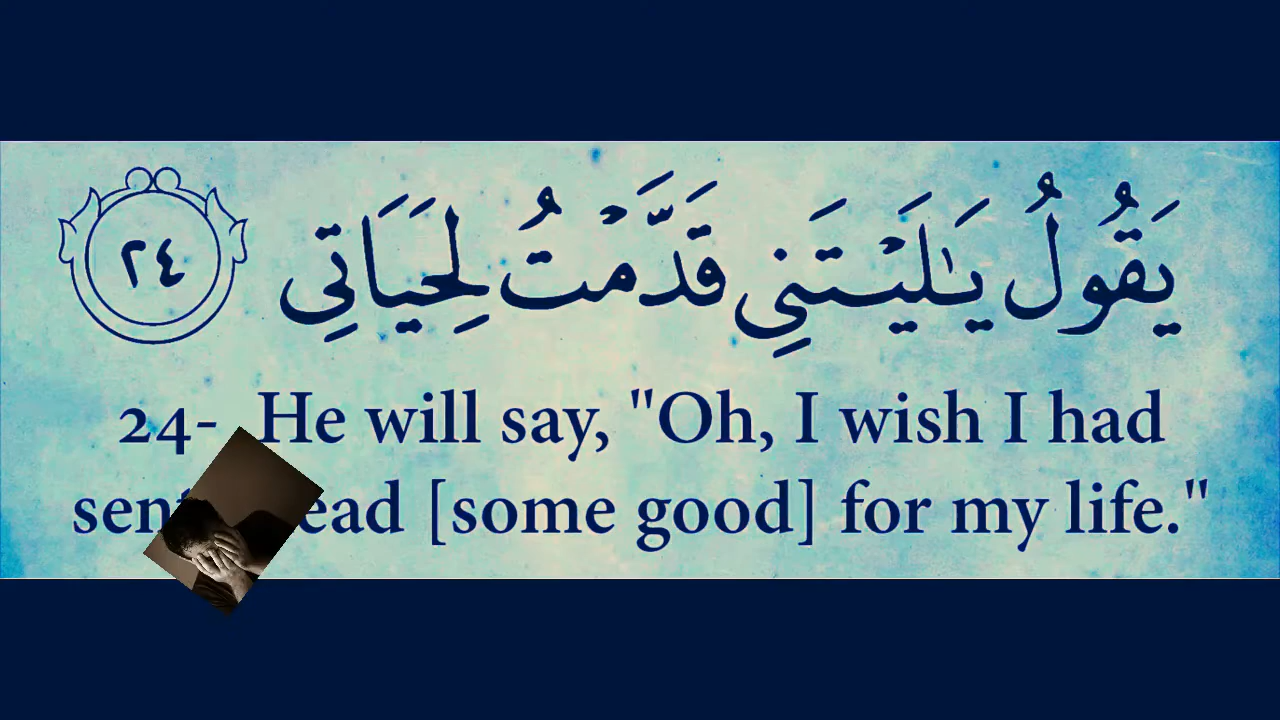 يَقُولُ يَٰلَيْتَنِي قَدَّمْتُ لِحَيَاتِي ٢٤
24- He will say, "Oh, I wish I had
[some good] for my life."